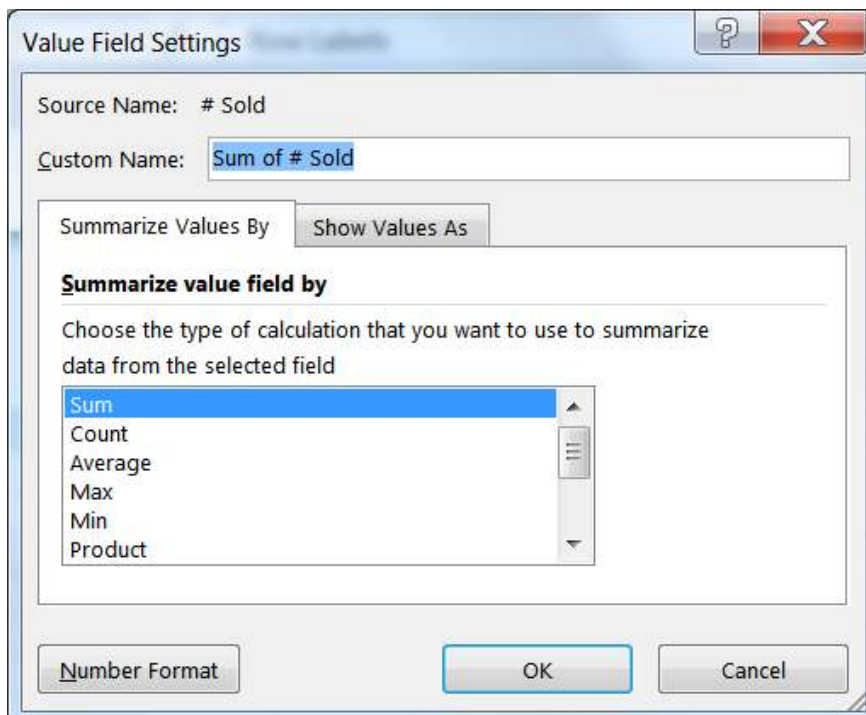 Value Field Settings
Source Name: # Sold
Custom Name: Sum of # Sold
Summarize Values By Show Values As
Summarize value field by
Choose the type of calculation that you want to use to summarize
data from the selected field
Sum
Count
Average
Max
Min
Product
Number Format OK Cancel